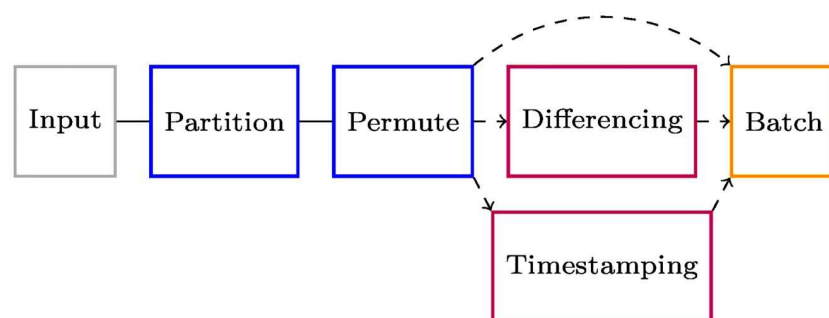 Input
Partition
Permute
Differencing
Batch
Timestamping